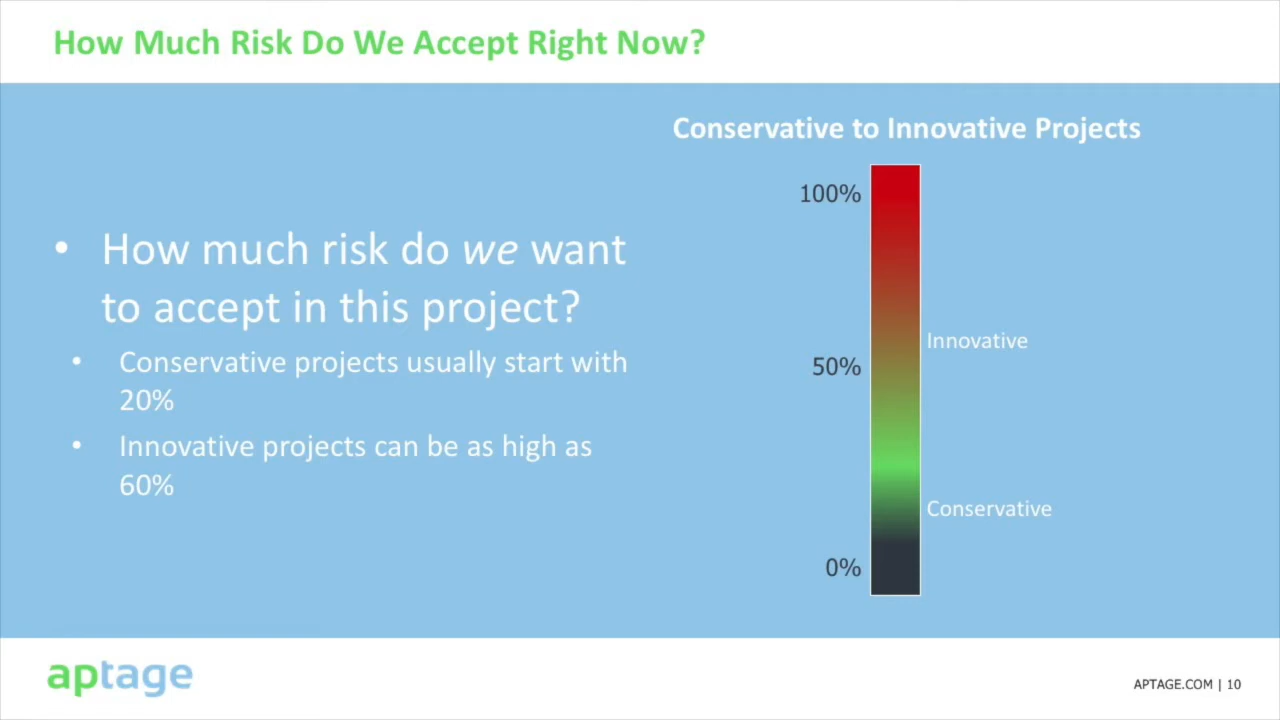 How Much Risk Do We Accept Right Now?
• How much risk do we want
to accept in this project?
• Conservative projects usually start with
20%
• Innovative projects can be as high as
60%
Conservative to Innovative Projects
100%
Innovative
50%
Conservative
0%
aptage
APTAGE.COM | 10